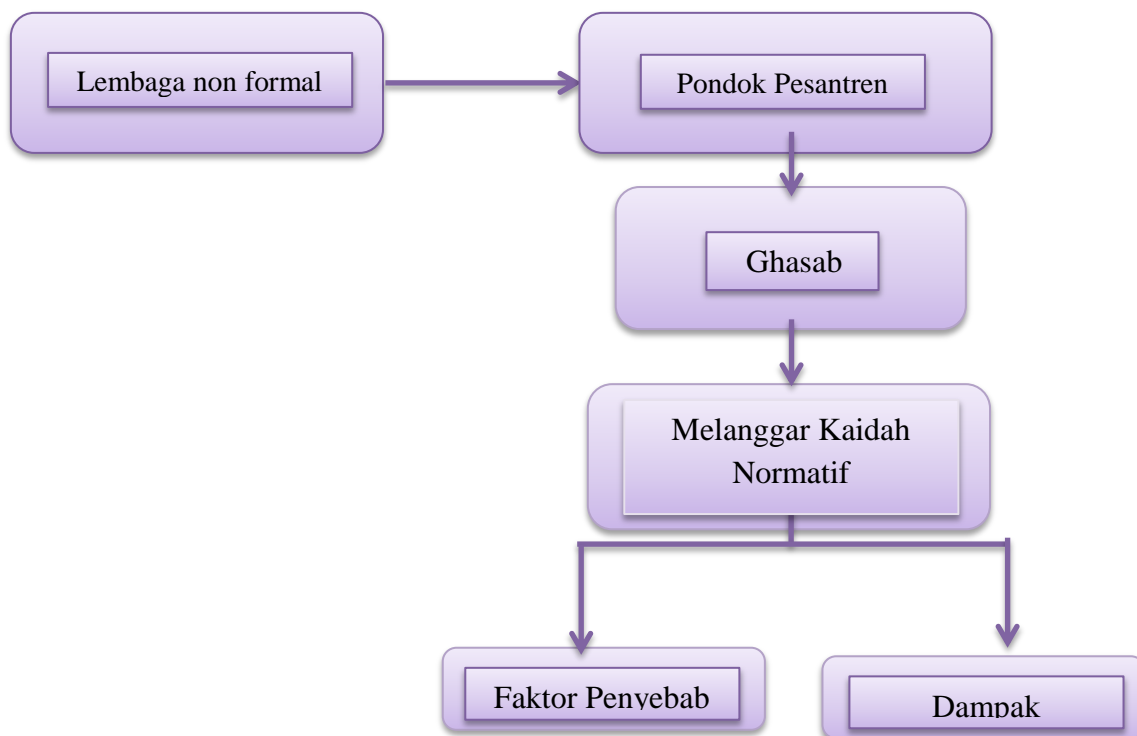 Lembaga non formal
Pondok Pesantren
Ghasab
Melanggar Kaidah
Normatif
Faktor Penyebab
Dampak